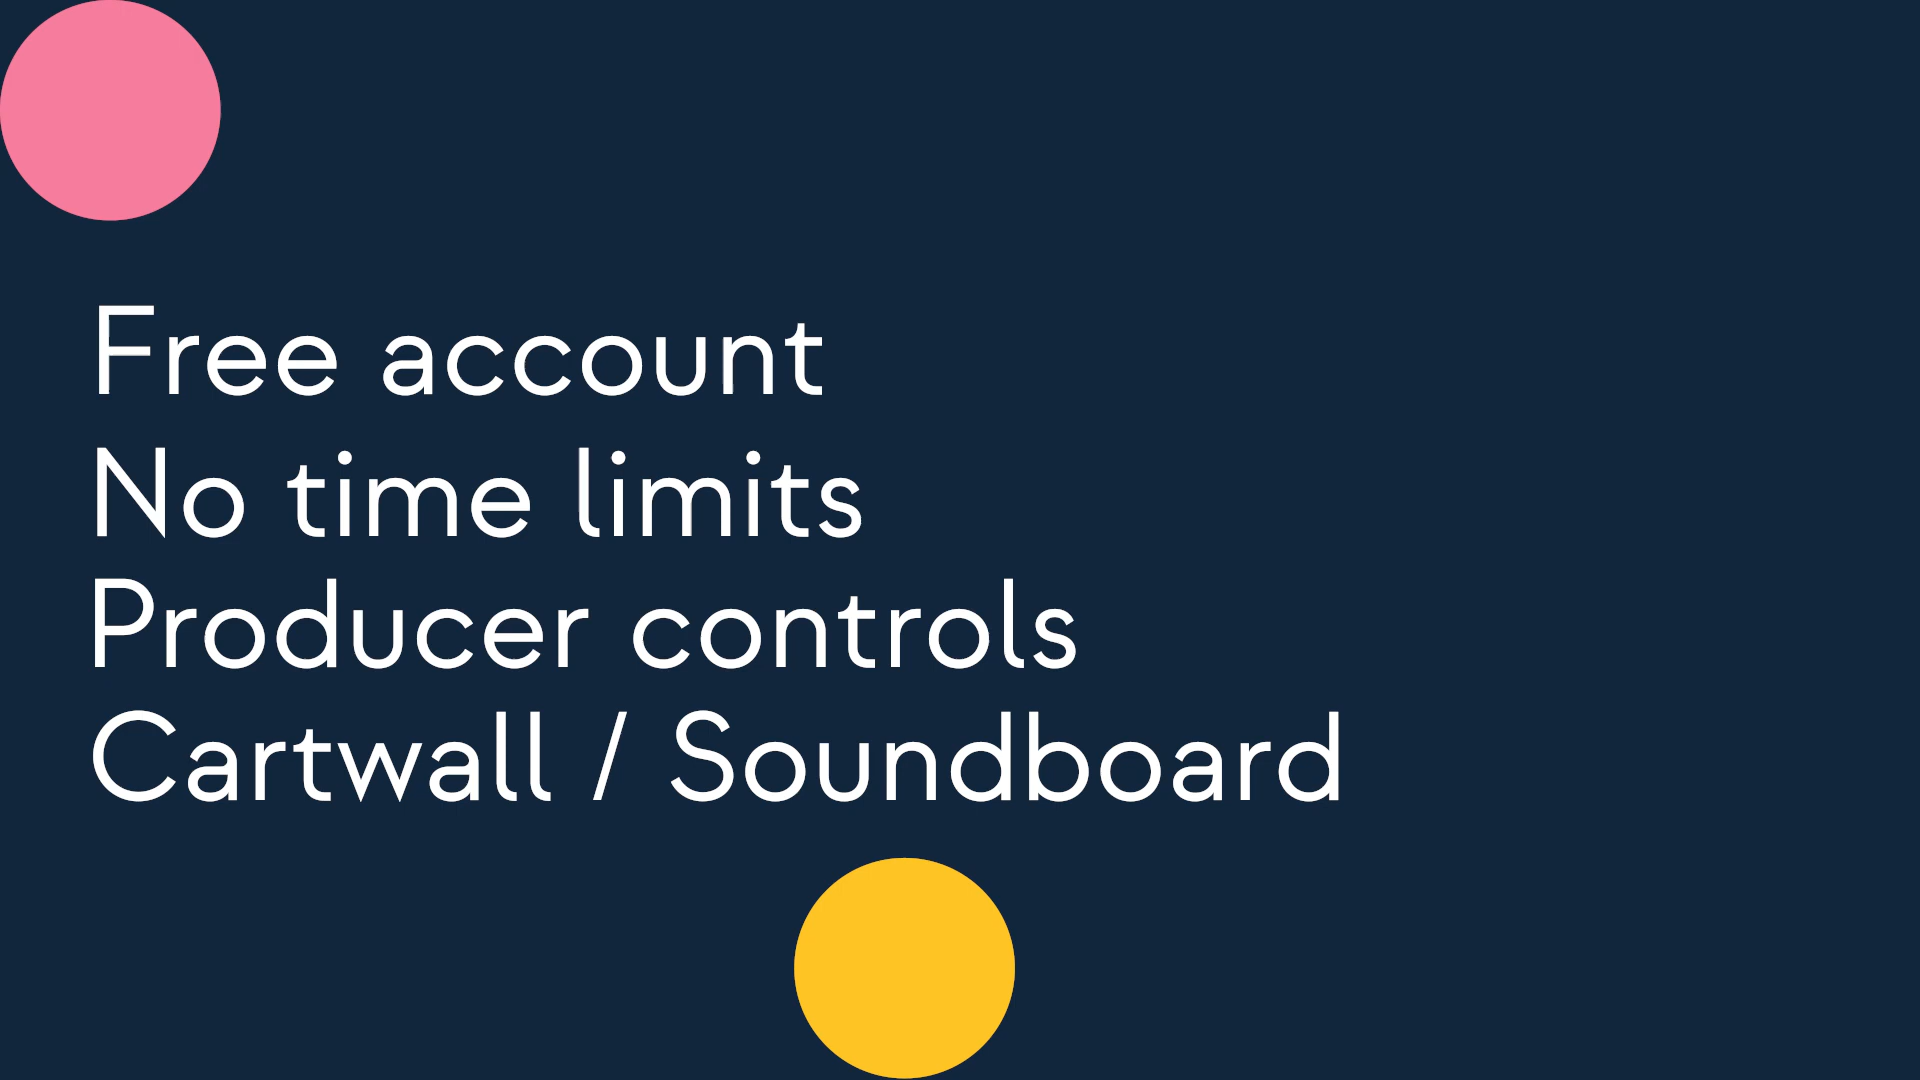 Free account
No time limits
Producer controls
Cartwall / Soundboard